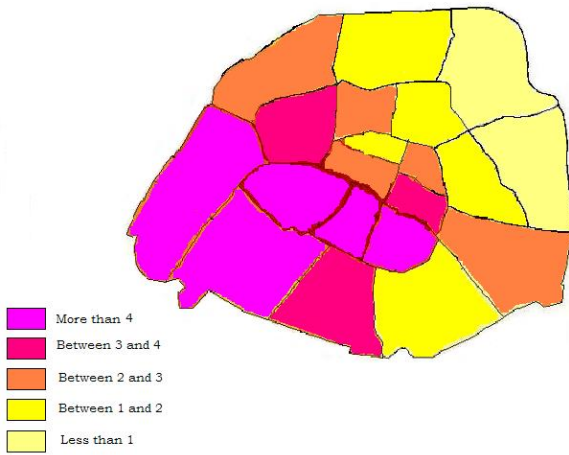 More than 4
Between 3 and 4
Between 2 and 3
Between 1 and 2
Less than 1